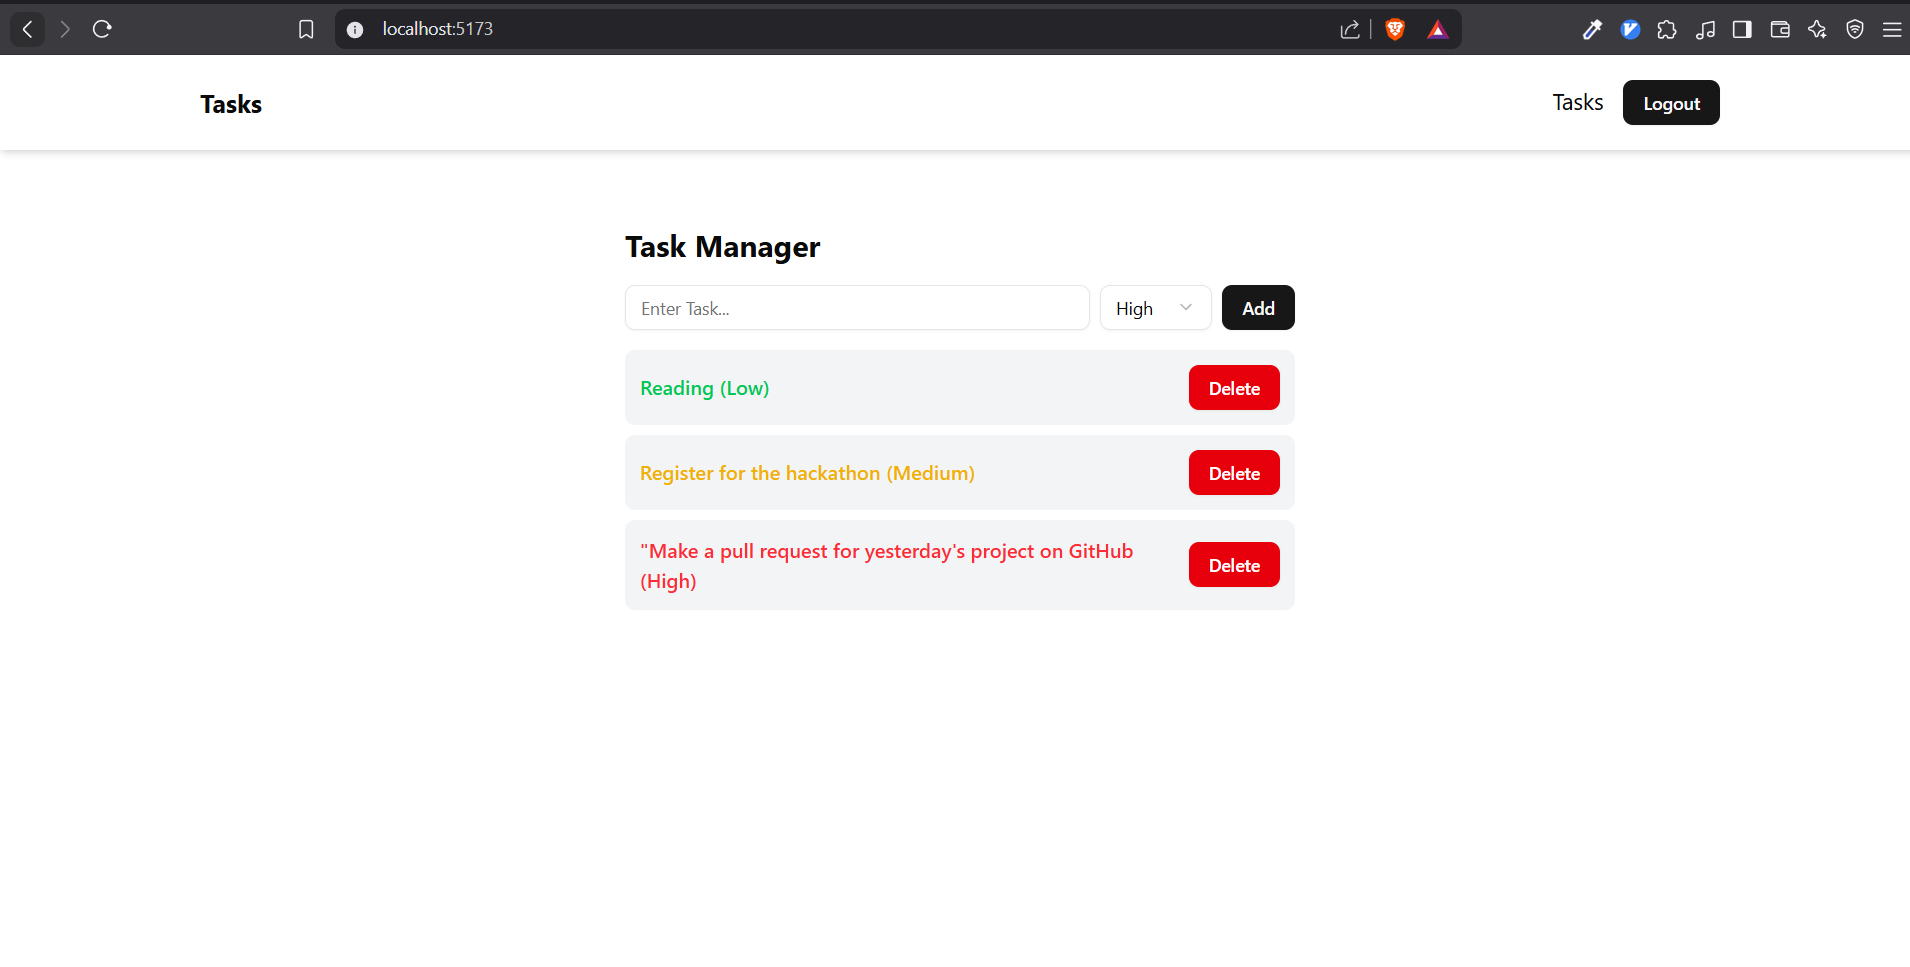 localhost:5173
Tasks
Tasks
Logout
Task Manager
Enter Task...
High
Add
Reading (Low)
Delete
Register for the hackathon (Medium)
Delete
"Make a pull request for yesterday's project on GitHub
(High)
Delete